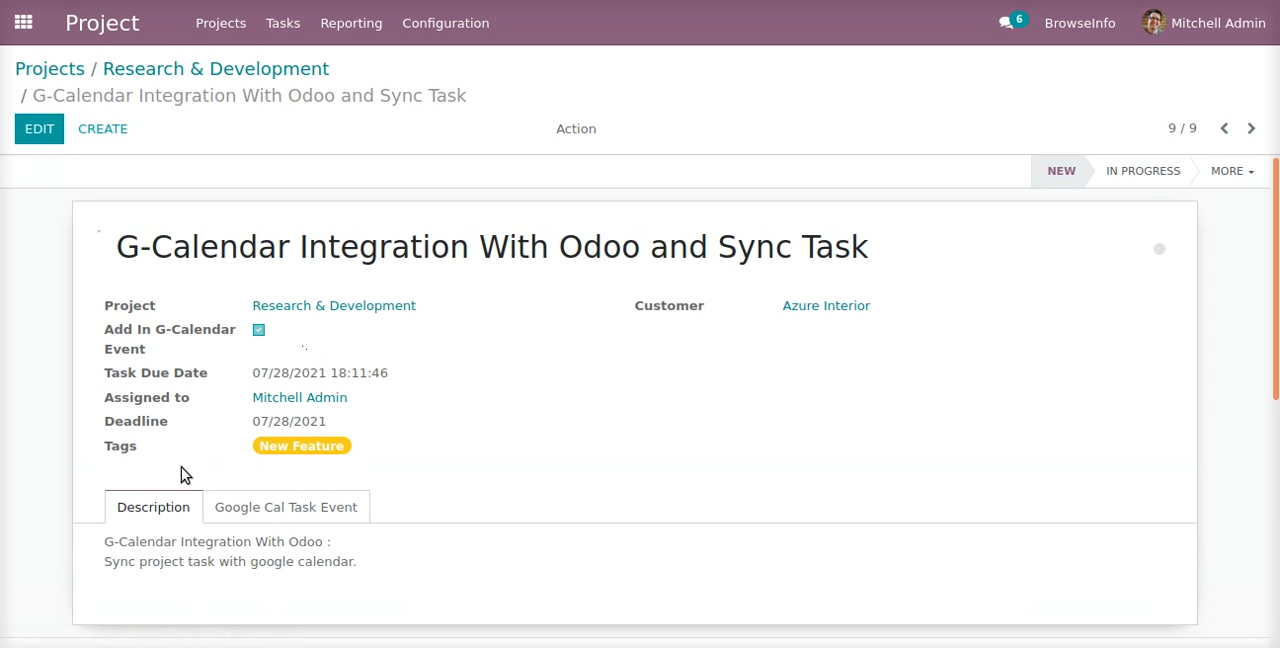 Project Projects Tasks Reporting Configuration 6 BrowseInfo Mitchell Admin
Projects / Research & Development
/ G-Calendar Integration With Odoo and Sync Task
EDIT CREATE Action 9 / 9
NEW IN PROGRESS MORE
G-Calendar Integration With Odoo and Sync Task
Project Research & Development Customer Azure Interior
Add In G-Calendar
Event
Task Due Date 07/28/2021 18:11:46
Assigned to Mitchell Admin
Deadline 07/28/2021
Tags New Feature
Description Google Cal Task Event
G-Calendar Integration With Odoo :
Sync project task with google calendar.